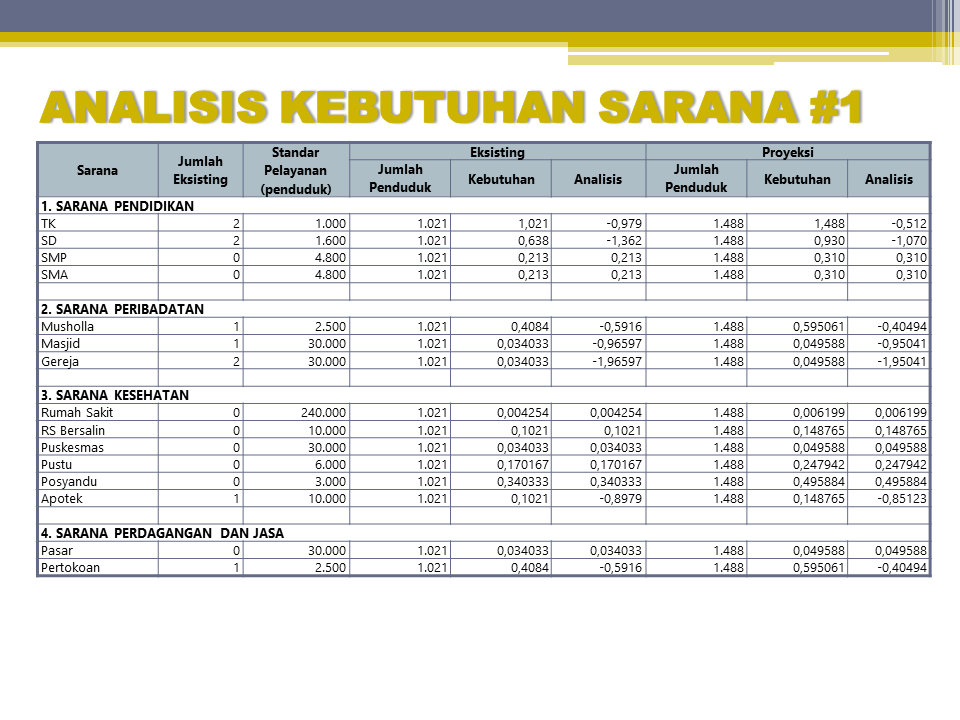 ANALISIS KEBUTUHAN SARANA #1
Sarana Jumlah Eksisting Standar Pelayanan (penduduk) Eksisting Proyeksi
Jumlah Penduduk Kebutuhan Analisis Jumlah Penduduk Kebutuhan Analisis
1. SARANA PENDIDIKAN
TK 2 1.000 1.021 1,021 -0,979 1.488 1,488 -0,512
SD 2 1.600 1.021 0,638 -1,362 1.488 0,930 -1,070
SMP 0 4.800 1.021 0,213 0,213 1.488 0,310 0,310
SMA 0 4.800 1.021 0,213 0,213 1.488 0,310 0,310
2. SARANA PERIBADATAN
Musholla 1 2.500 1.021 0,4084 -0,5916 1.488 0,595061 -0,40494
Masjid 1 30.000 1.021 0,034033 -0,96597 1.488 0,049588 -0,95041
Gereja 2 30.000 1.021 0,034033 -1,96597 1.488 0,049588 -1,95041
3. SARANA KESEHATAN
Rumah Sakit 0 240.000 1.021 0,004254 0,004254 1.488 0,006199 0,006199
RS Bersalin 0 10.000 1.021 0,1021 0,1021 1.488 0,148765 0,148765
Puskesmas 0 30.000 1.021 0,034033 0,034033 1.488 0,049588 0,049588
Pustu 0 6.000 1.021 0,170167 0,170167 1.488 0,247942 0,247942
Posyandu 0 3.000 1.021 0,340333 0,340333 1.488 0,495884 0,495884
Apotek 1 10.000 1.021 0,1021 -0,8979 1.488 0,148765 -0,85123
4. SARANA PERDAGANGAN DAN JASA
Pasar 0 30.000 1.021 0,034033 0,034033 1.488 0,049588 0,049588
Pertokoan 1 2.500 1.021 0,4084 -0,5916 1.488 0,595061 -0,40494